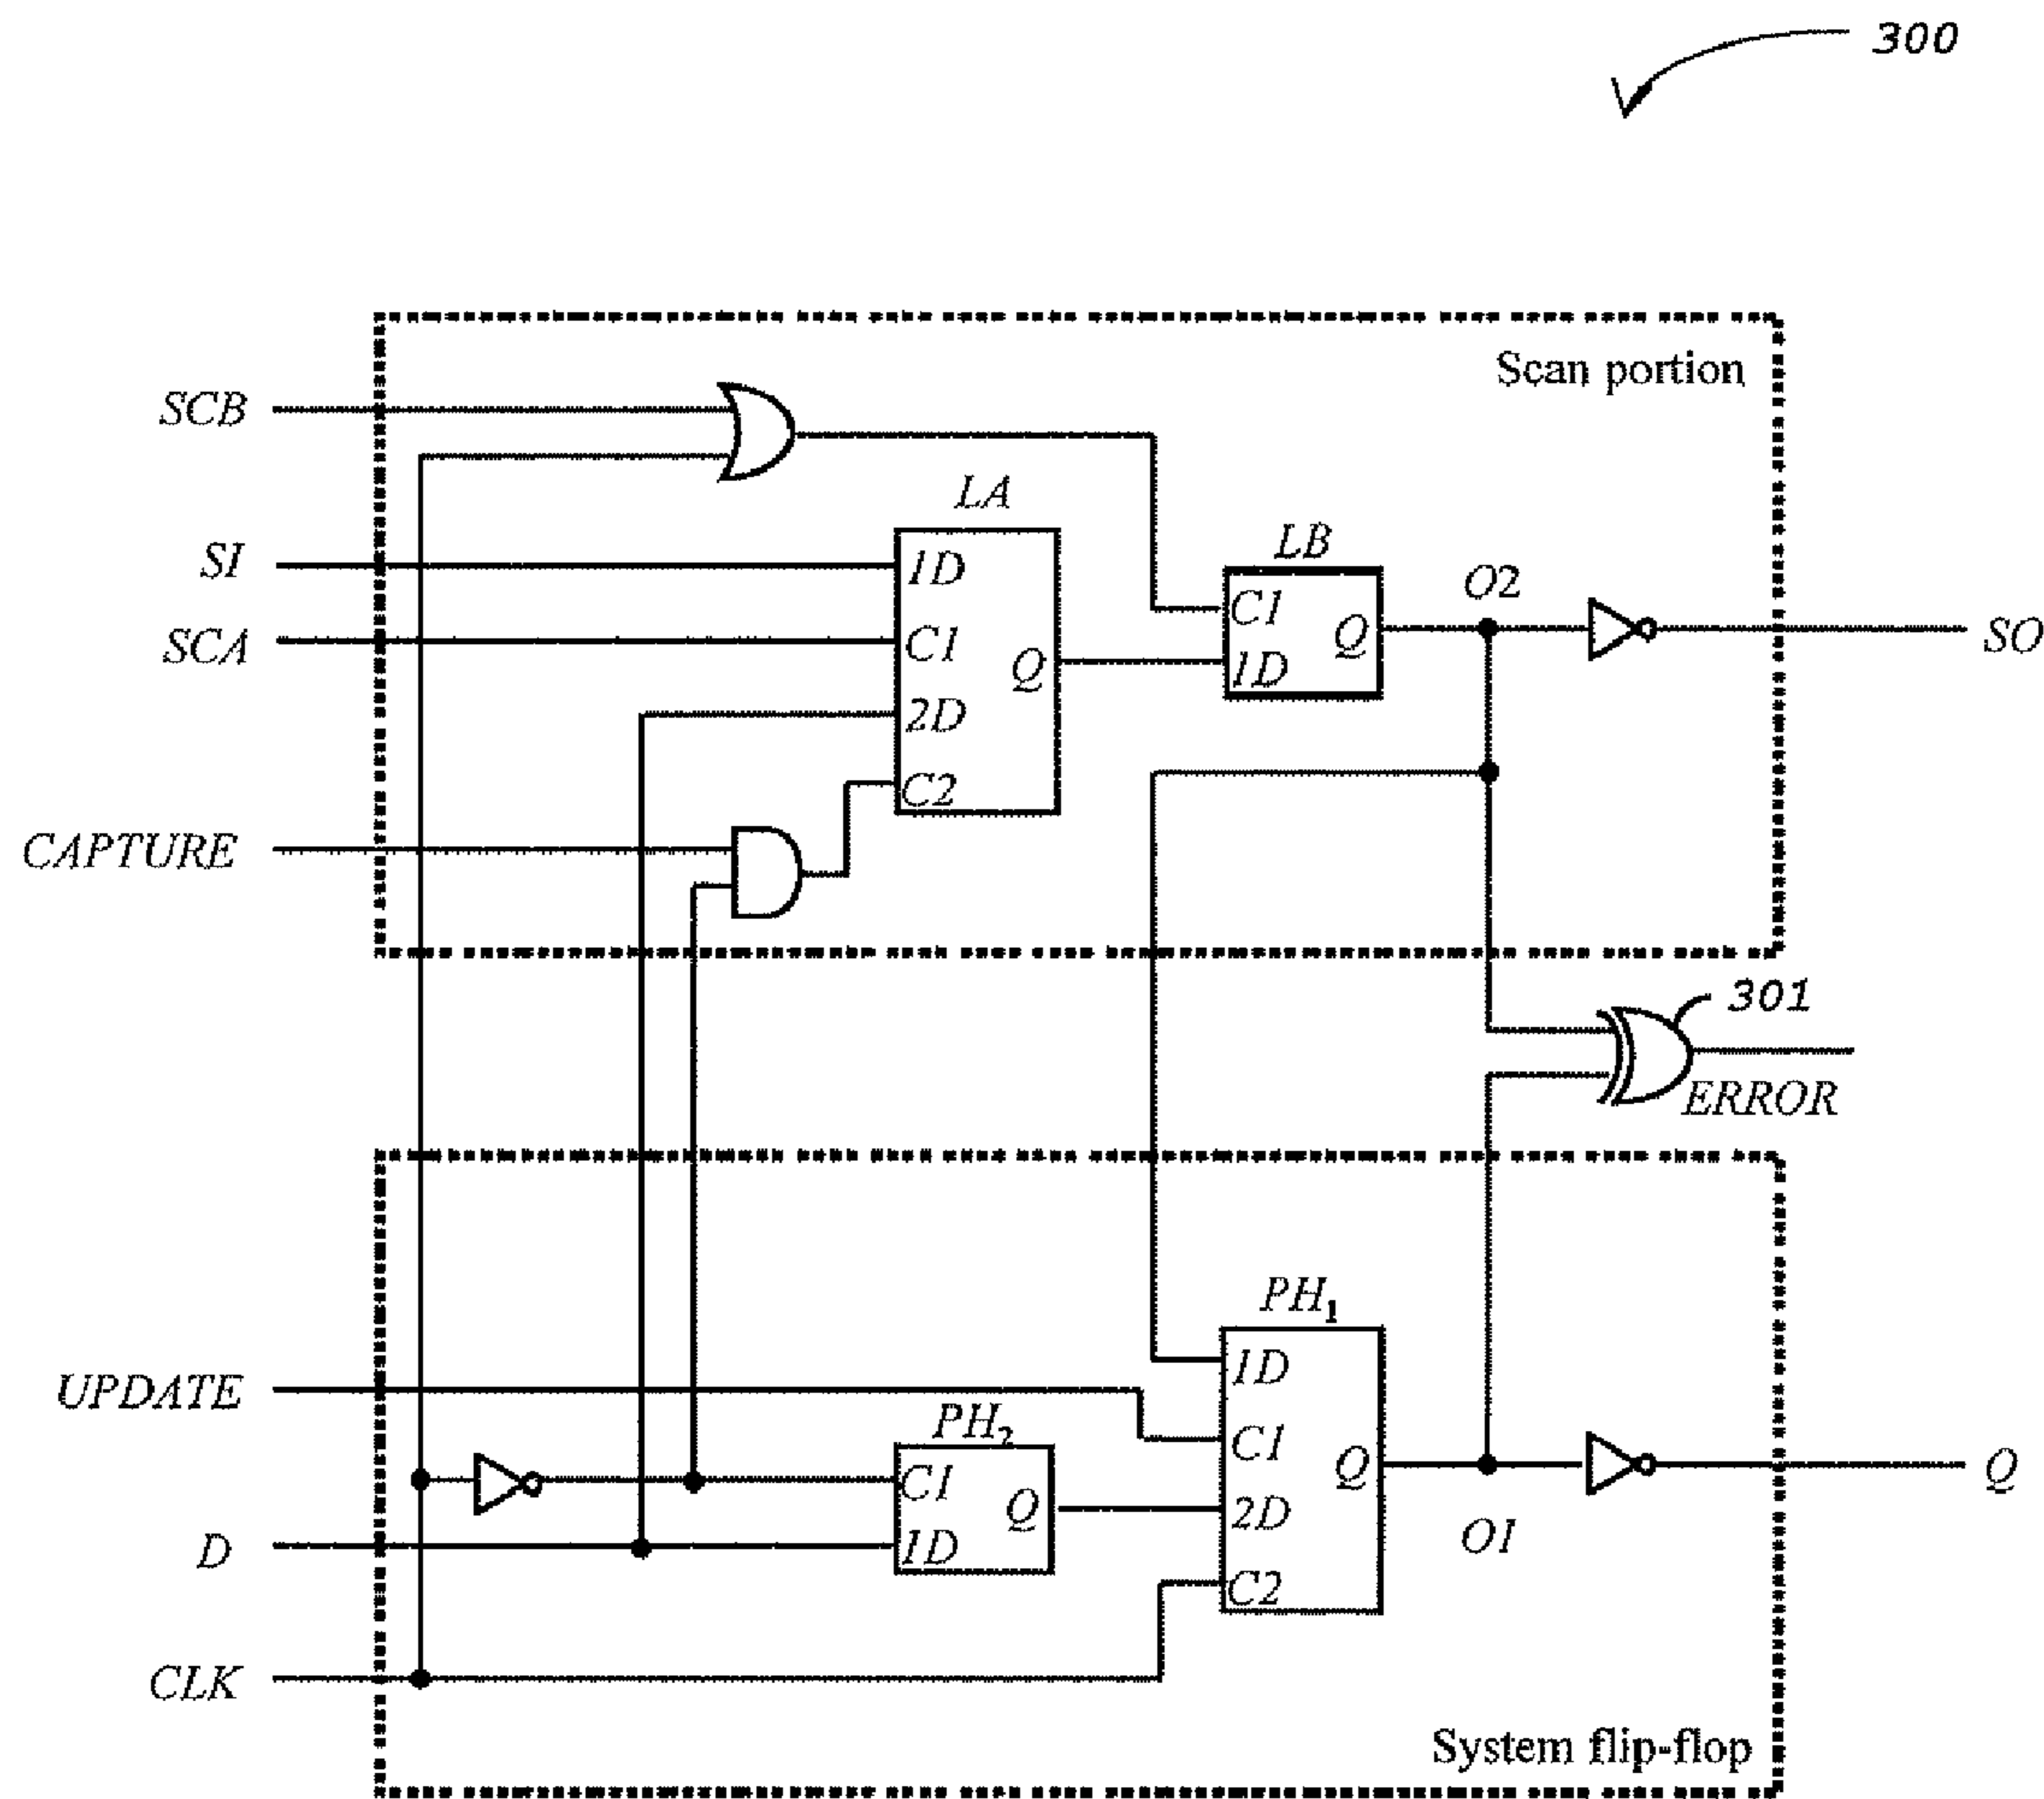 300
Scan portion
SCB
SI
SCA
CAPTURE
LA
1D
C1
2D
C2
Q
LB
C1
1D
Q
O2
SO
301
ERROR
UPDATE
D
CLK
PH2
C1
1D
Q
PH1
1D
C1
2D
C2
Q
O1
Q
System flip-flop